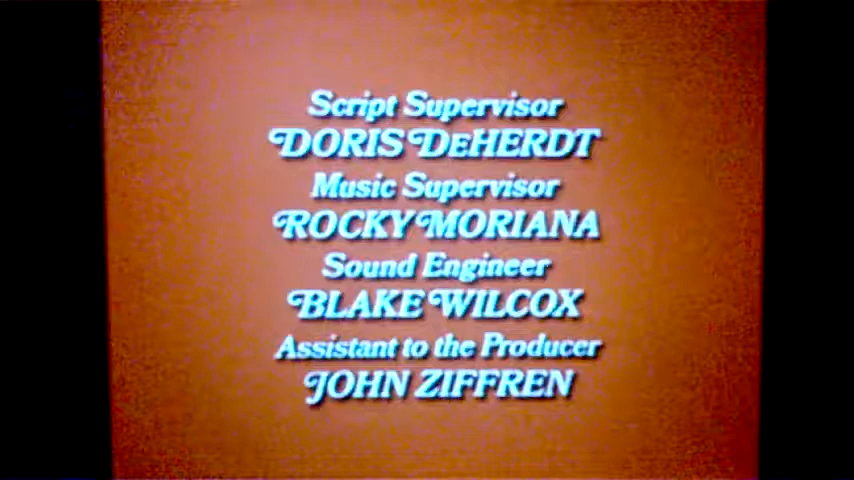 Script Supervisor
DORIS DeHERDT
Music Supervisor
ROCKY MORIANA
Sound Engineer
BLAKE WILCOX
Assistant to the Producer
JOHN ZIFFREN